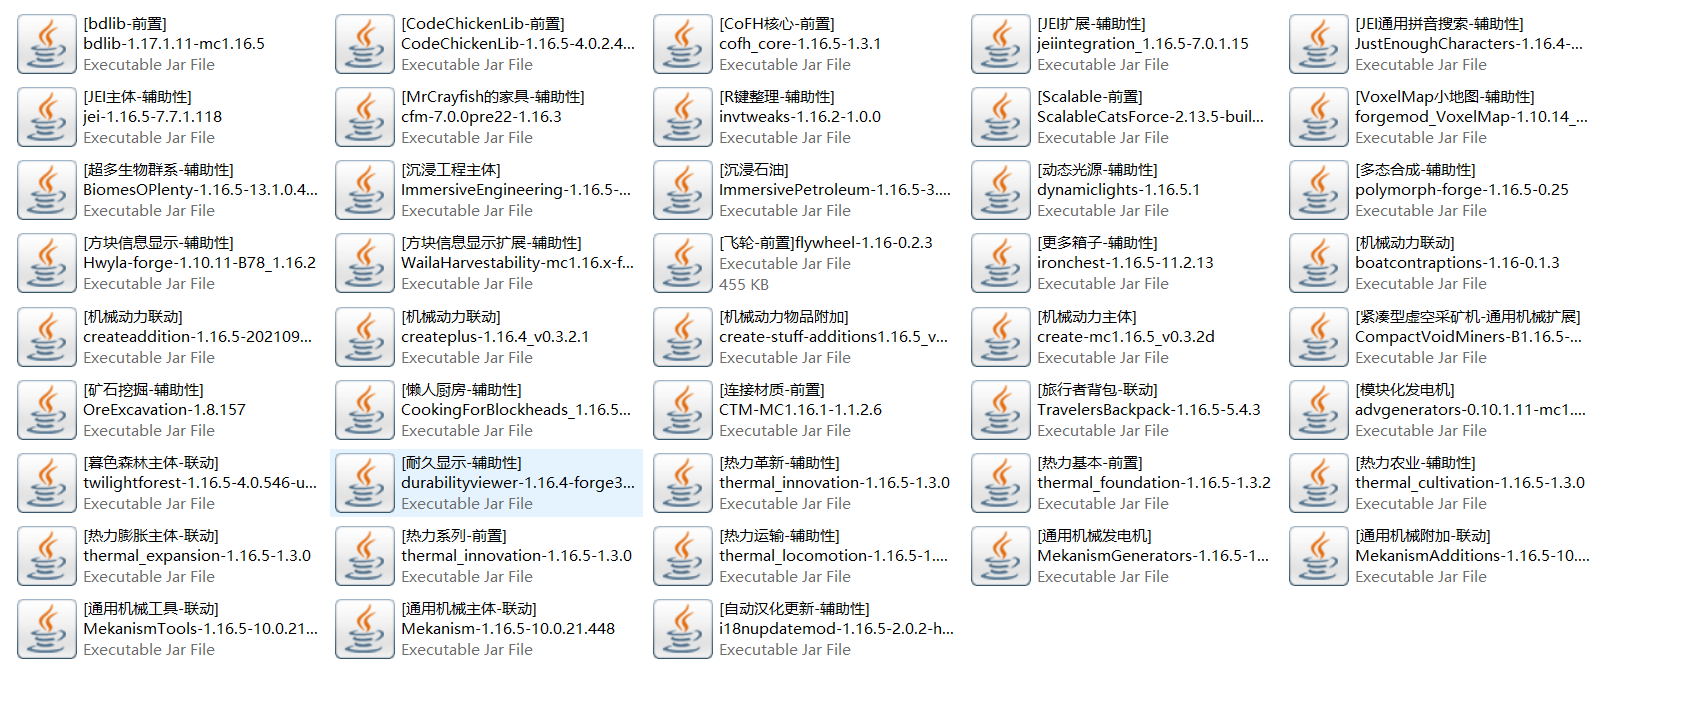 [bdlib-前置]
bdlib-1.17.1.11-mc1.16.5
Executable Jar File
[CodeChickenLib-前置]
CodeChickenLib-1.16.5-4.0.2.4...
Executable Jar File
[CoFH核心-前置]
cofh_core-1.16.5-1.3.1
Executable Jar File
[JEI扩展-辅助性]
jeiintegration_1.16.5-7.0.1.15
Executable Jar File
[JEI通用拼音搜索-辅助性]
JustEnoughCharacters-1.16.4-...
Executable Jar File
[JEI主体-辅助性]
jei-1.16.5-7.7.1.118
Executable Jar File
[MrCrayfish的家具-辅助性]
cfm-7.0.0pre22-1.16.3
Executable Jar File
[R键整理-辅助性]
invtweaks-1.16.2-1.0.0
Executable Jar File
[Scalable-前置]
ScalableCatsForce-2.13.5-buil...
Executable Jar File
[VoxelMap小地图-辅助性]
forgemod_VoxelMap-1.10.14_...
Executable Jar File
[超多生物群系-辅助性]
BiomesOPlenty-1.16.5-13.1.0.4...
Executable Jar File
[沉浸工程主体]
ImmersiveEngineering-1.16.5-...
Executable Jar File
[沉浸石油]
ImmersivePetroleum-1.16.5-3....
Executable Jar File
[动态光源-辅助性]
dynamiclights-1.16.5.1
Executable Jar File
[多态合成-辅助性]
polymorph-forge-1.16.5-0.25
Executable Jar File
[方块信息显示-辅助性]
Hwyla-forge-1.10.11-B78_1.16.2
Executable Jar File
[方块信息显示扩展-辅助性]
WailaHarvestability-mc1.16.x-f...
Executable Jar File
[飞轮-前置]flywheel-1.16-0.2.3
Executable Jar File
455 KB
[更多箱子-辅助性]
ironchest-1.16.5-11.2.13
Executable Jar File
[机械动力联动]
boatcontraptions-1.16-0.1.3
Executable Jar File
[机械动力联动]
createaddition-1.16.5-202109...
Executable Jar File
[机械动力联动]
createplus-1.16.4_v0.3.2.1
Executable Jar File
[机械动力物品附加]
create-stuff-additions1.16.5_v...
Executable Jar File
[机械动力主体]
create-mc1.16.5_v0.3.2d
Executable Jar File
[紧凑型虚空采矿机-通用机械扩展]
CompactVoidMiners-B1.16.5-...
Executable Jar File
[矿石挖掘-辅助性]
OreExcavation-1.8.157
Executable Jar File
[懒人厨房-辅助性]
CookingForBlockheads_1.16.5...
Executable Jar File
[连接材质-前置]
CTM-MC1.16.1-1.1.2.6
Executable Jar File
[旅行者背包-联动]
TravelersBackpack-1.16.5-5.4.3
Executable Jar File
[模块化发电机]
advgenerators-0.10.1.11-mc1....
Executable Jar File
[暮色森林主体-联动]
twilightforest-1.16.5-4.0.546-u...
Executable Jar File
[耐久显示-辅助性]
durabilityviewer-1.16.4-forge3...
Executable Jar File
[热力革新-辅助性]
thermal_innovation-1.16.5-1.3.0
Executable Jar File
[热力基本-前置]
thermal_foundation-1.16.5-1.3.2
Executable Jar File
[热力农业-辅助性]
thermal_cultivation-1.16.5-1.3.0
Executable Jar File
[热力膨胀主体-联动]
thermal_expansion-1.16.5-1.3.0
Executable Jar File
[热力系列-前置]
thermal_innovation-1.16.5-1.3.0
Executable Jar File
[热力运输-辅助性]
thermal_locomotion-1.16.5-1....
Executable Jar File
[通用机械发电机]
MekanismGenerators-1.16.5-1...
Executable Jar File
[通用机械附加-联动]
MekanismAdditions-1.16.5-10....
Executable Jar File
[通用机械工具-联动]
MekanismTools-1.16.5-10.0.21...
Executable Jar File
[通用机械主体-联动]
Mekanism-1.16.5-10.0.21.448
Executable Jar File
[自动汉化更新-辅助性]
i18nupdatemod-1.16.5-2.0.2-h...
Executable Jar File